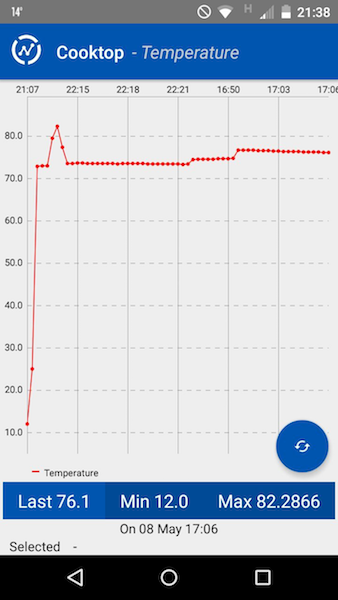 14° H 21:38
Cooktop - Temperature
21:07 22:15 22:18 22:21 16:50 17:03 17:06
80.0
70.0
60.0
50.0
40.0
30.0
20.0
10.0
Temperature
Last 76.1 Min 12.0 Max 82.2866
On 08 May 17:06
Selected -